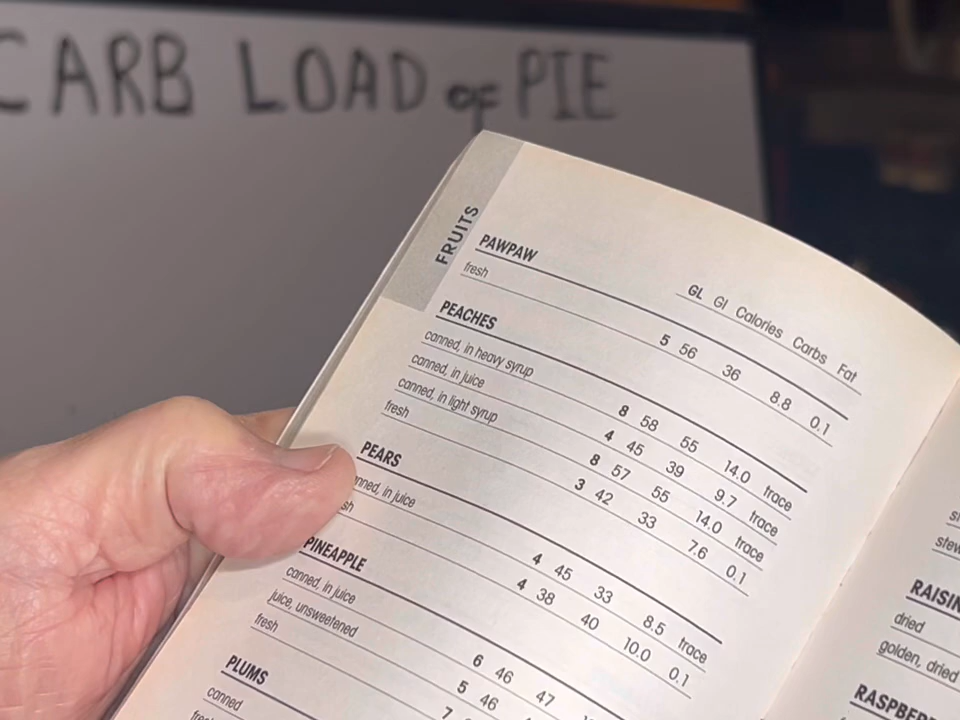 CARB LOAD of PIE
FRUITS
GL GI Calories Carbs Fat
PAWPAW
fresh 5 56 36 8.8 0.1
PEACHES
canned, in heavy syrup 8 58 55 14.0 trace
canned, in juice 4 45 39 9.7 trace
canned, in light syrup 8 57 55 14.0 trace
fresh 3 42 33 7.6 0.1
PEARS
nned, in juice 4 45 33 8.5 trace
sh 4 38 40 10.0 0.1
PINEAPPLE
canned, in juice 6 46 47
juice, unsweetened 5 46
fresh 7
PLUMS
canned
fresh
stew
RAISIN
dried
golden, dried
RASPBER